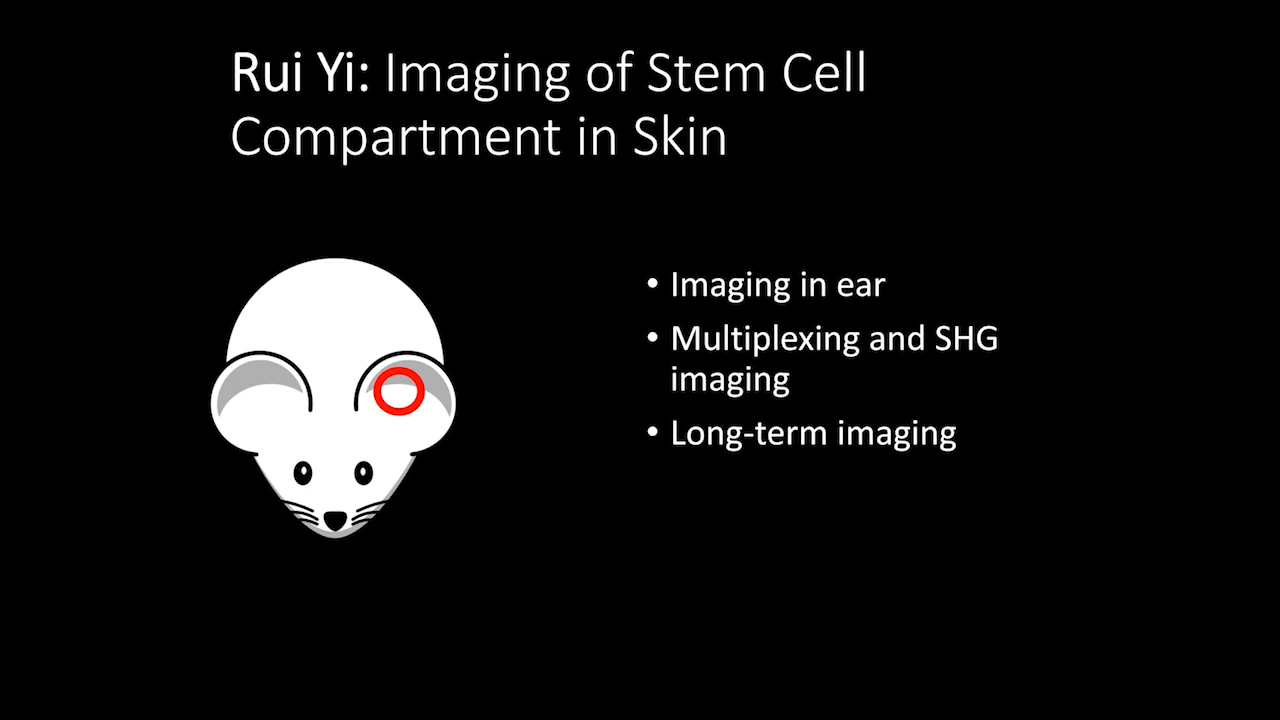 Rui Yi: Imaging of Stem Cell
Compartment in Skin
• Imaging in ear
• Multiplexing and SHG
imaging
• Long-term imaging